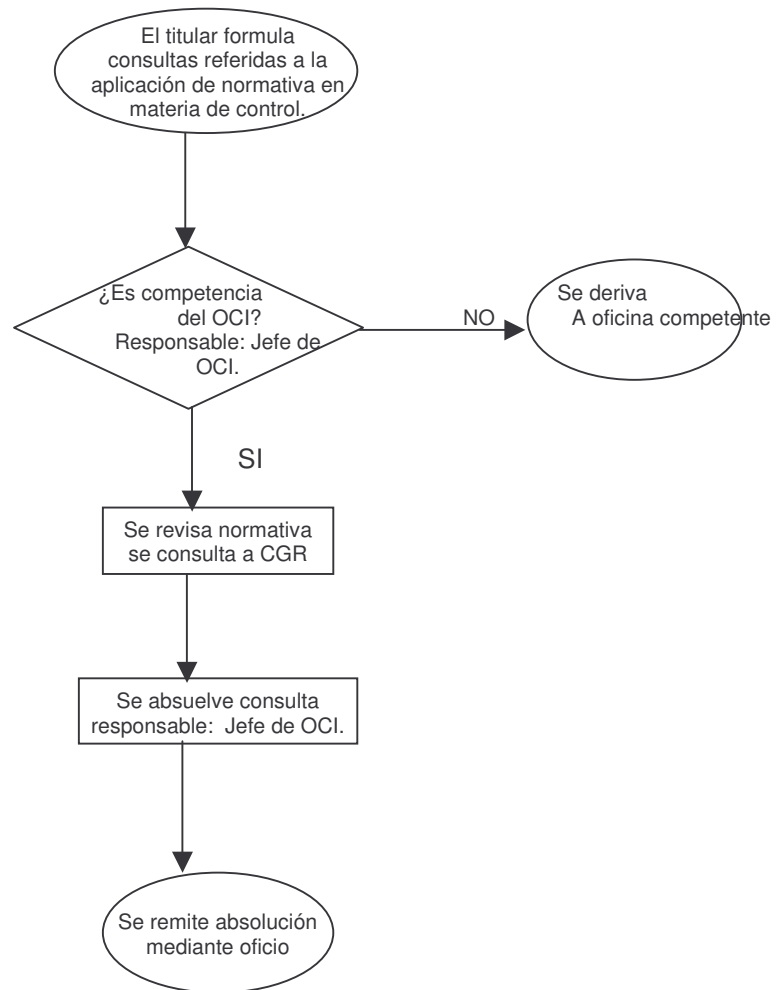 El titular formula
consultas referidas a la
aplicación de normativa en
materia de control.
¿Es competencia
del OCI?
Responsable: Jefe de
OCI.
NO
Se deriva
A oficina competente
SI
Se revisa normativa
se consulta a CGR
Se absuelve consulta
responsable: Jefe de OCI.
Se remite absolución
mediante oficio